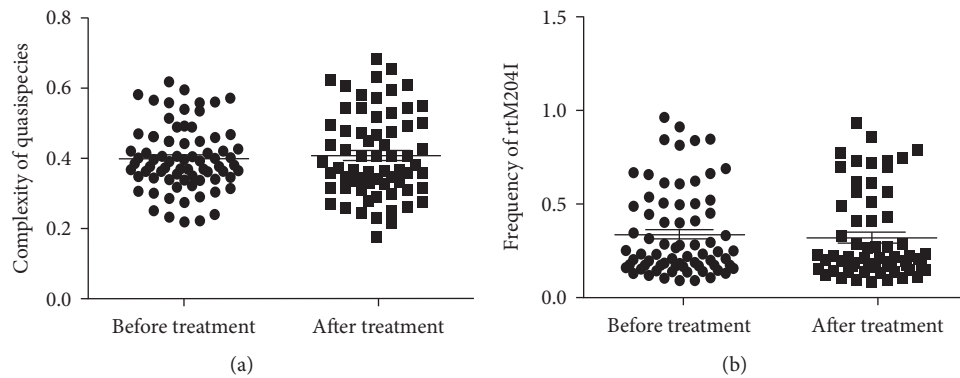 Complexity of quasispecies
0.8
0.6
0.4
0.2
0.0
Before treatment
After treatment
(a)
Frequency of rtM204I
1.5
1.0
0.5
0.0
Before treatment
After treatment
(b)